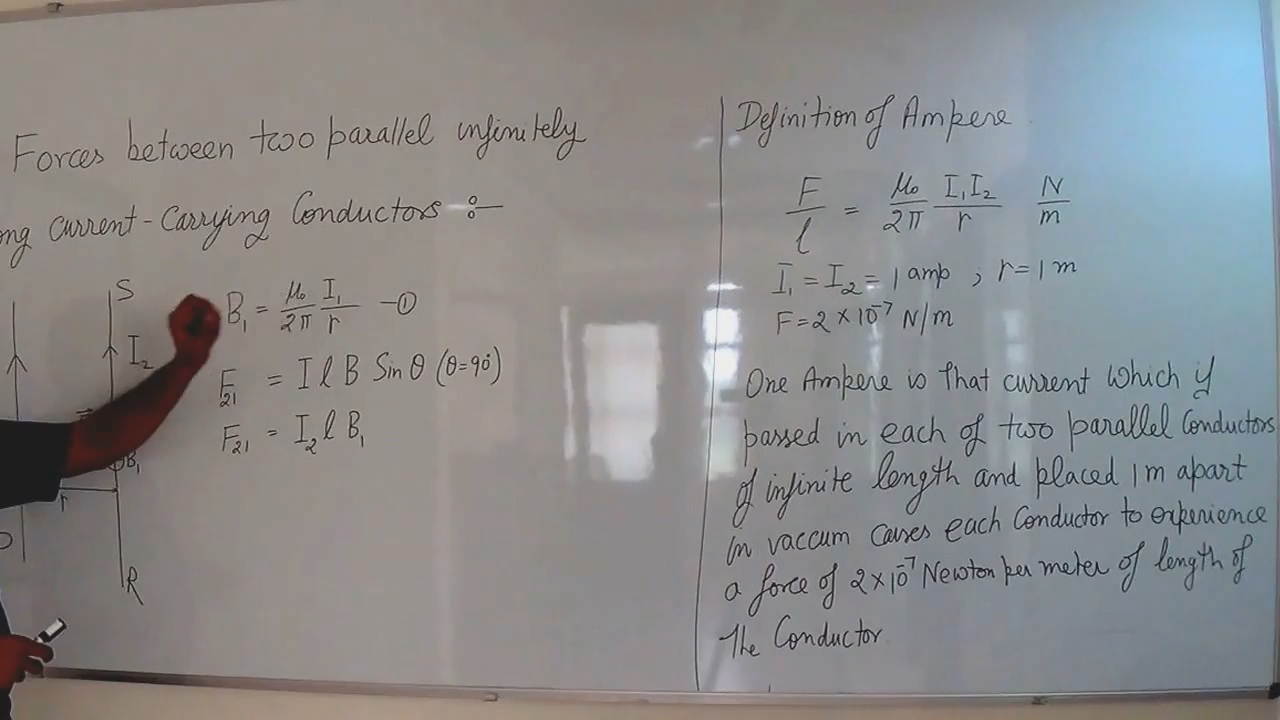 Forces between two parallel infinitely
ong current-Carrying Conductors :-
S
I₂
B₁
r
R
B₁ = μ₀/2π I₁/r -①
F₂₁ = I l B Sin θ (θ=90°)
F₂₁ = I₂ l B₁
Definition of Ampere
F/l = μ₀/2π I₁I₂/r N/m
I₁ = I₂ = 1 amp , r = 1 m
F = 2 × 10⁻⁷ N/m
One Ampere is that current which if
passed in each of two parallel Conductors
of infinite length and placed 1 m apart
in vaccum causes each Conductor to experience
a force of 2×10⁻⁷ Newton per meter of length of
the Conductor